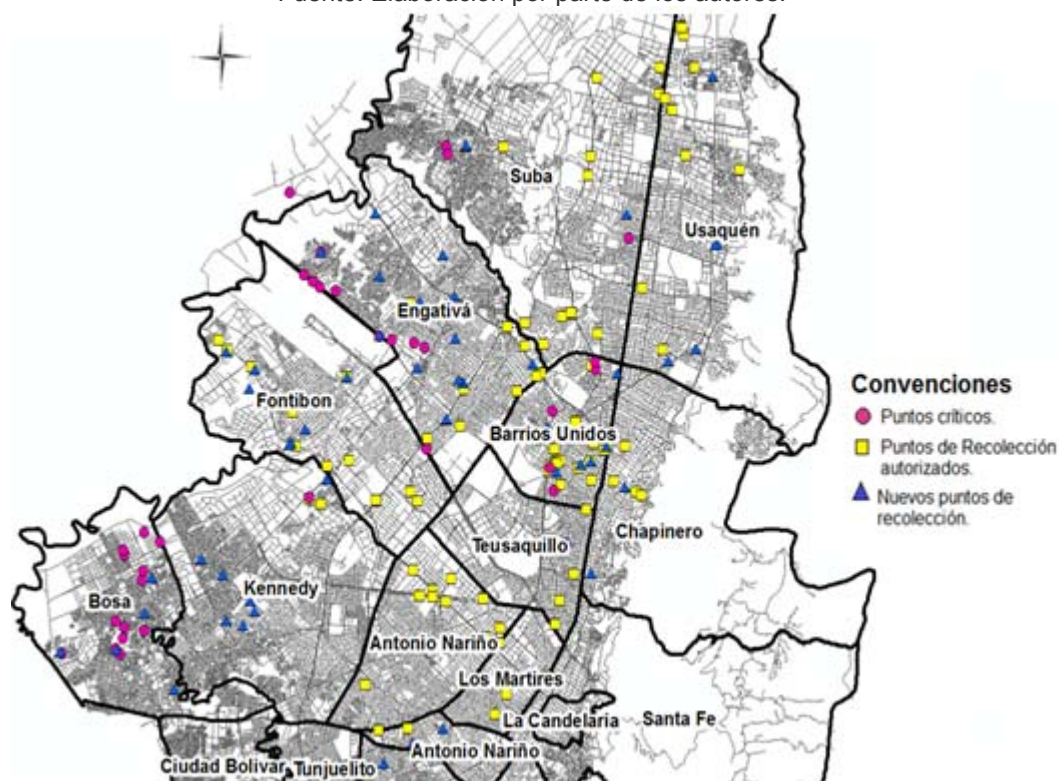 Fuente: Elaboración por parte de los autores.
Suba
Usaquén
Engativá
Fontibon
Barrios Unidos
Chapinero
Teusaquillo
Kennedy
Bosa
Antonio Nariño
Los Martires
La Candelaria
Santa Fe
Antonio Nariño
Ciudad Bolivar
Tunjuelito
Convenciones
Puntos críticos.
Puntos de Recolección
autorizados.
Nuevos puntos de
recolección.